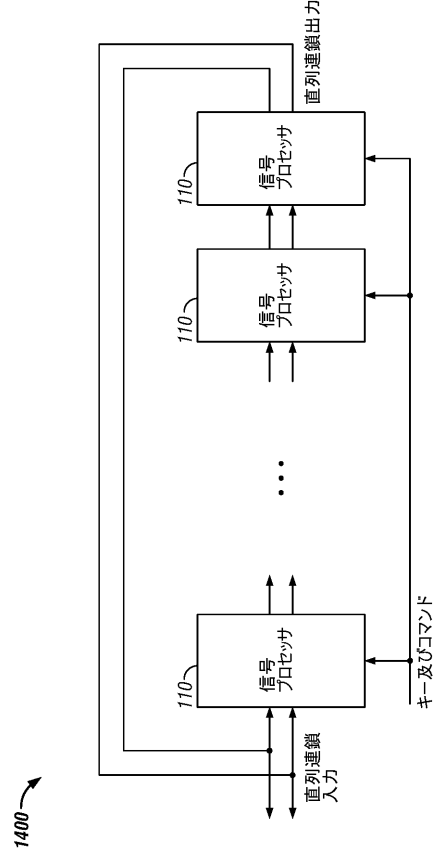 1400
110
信号
プロセッサ
110
信号
プロセッサ
110
信号
プロセッサ
直列連鎖
入力
直列連鎖出力
キー及びコマンド